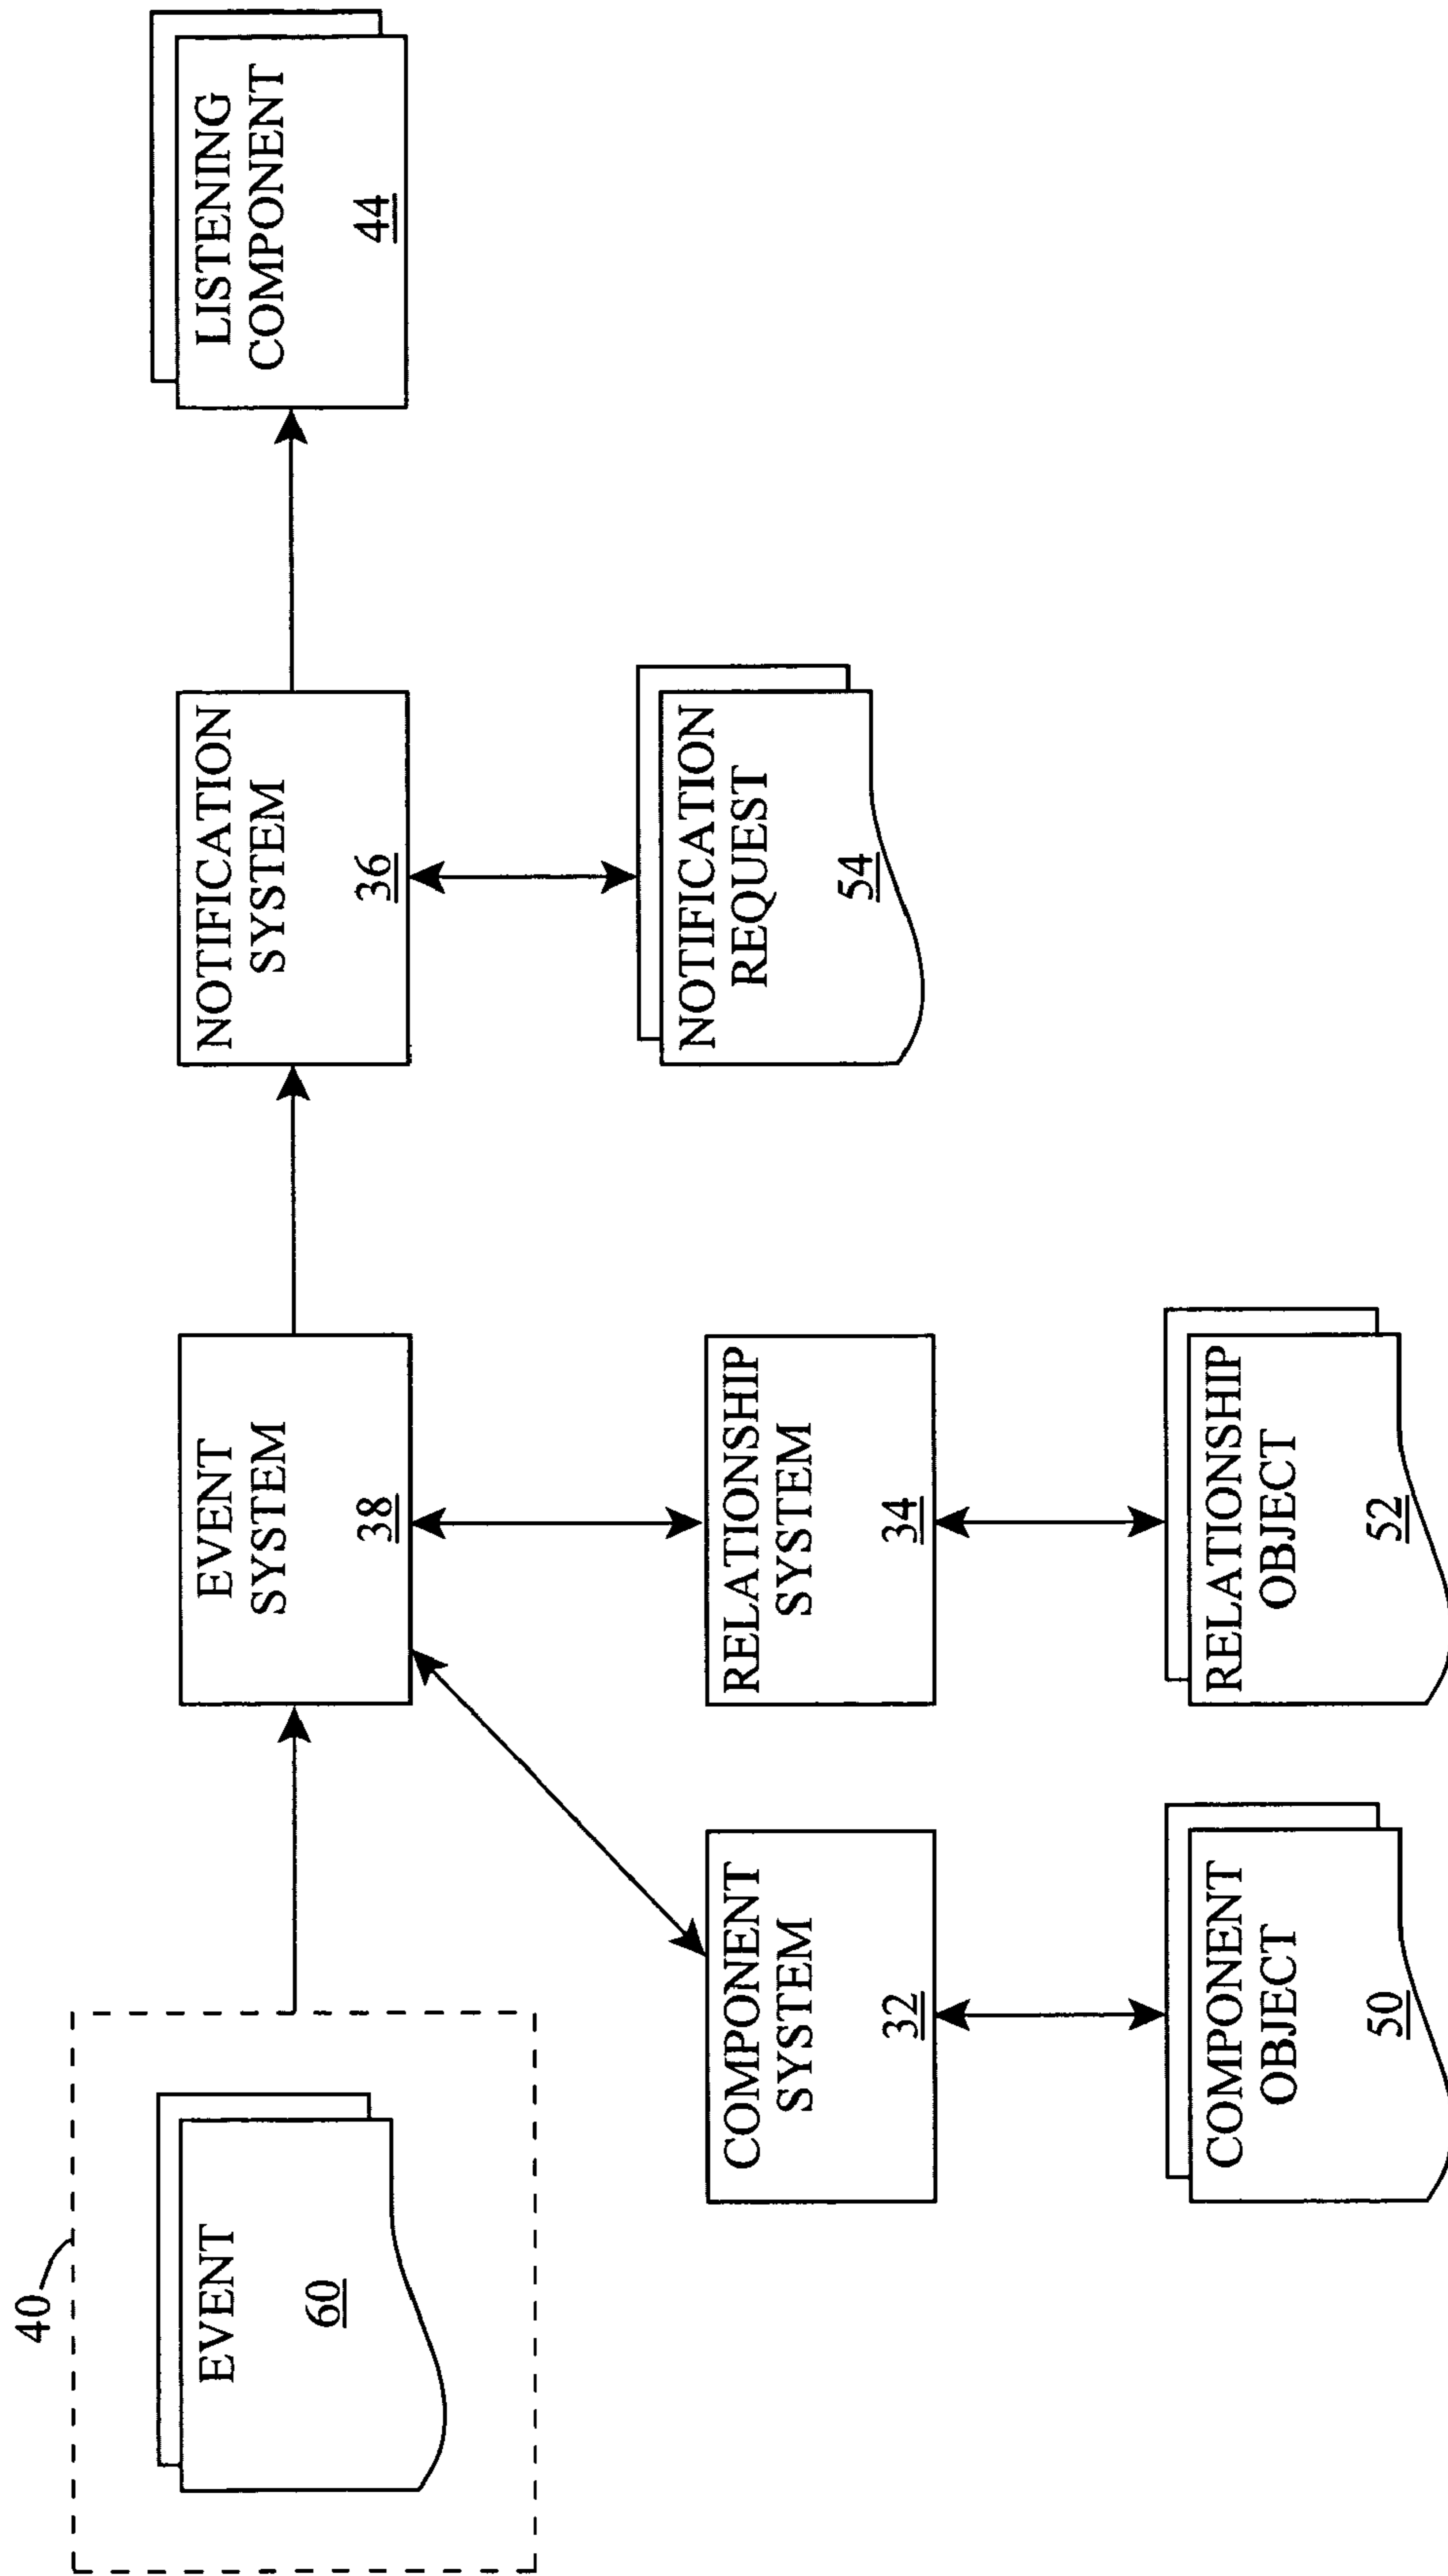 40
EVENT
60
EVENT
SYSTEM
38
NOTIFICATION
SYSTEM
36
LISTENING
COMPONENT
44
COMPONENT
SYSTEM
32
RELATIONSHIP
SYSTEM
34
NOTIFICATION
REQUEST
54
COMPONENT
OBJECT
50
RELATIONSHIP
OBJECT
52